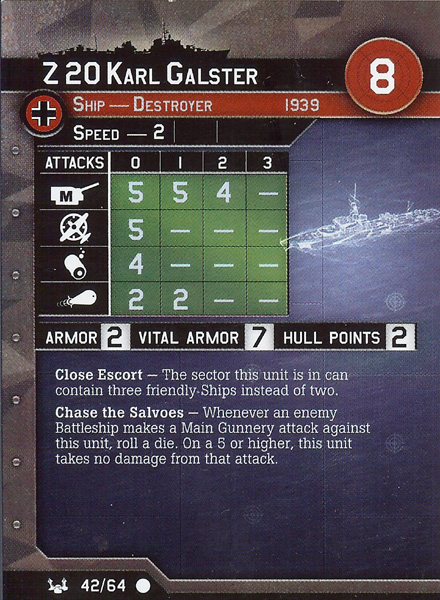 Z 20 Karl Galster
8
Ship — Destroyer 1939
Speed — 2
ATTACKS 0 1 2 3
M 5 5 4 —
5 — — —
4 — — —
2 2 — —
ARMOR 2 VITAL ARMOR 7 HULL POINTS 2
Close Escort — The sector this unit is in can
contain three friendly Ships instead of two.
Chase the Salvoes — Whenever an enemy
Battleship makes a Main Gunnery attack against
this unit, roll a die. On a 5 or higher, this unit
takes no damage from that attack.
42/64